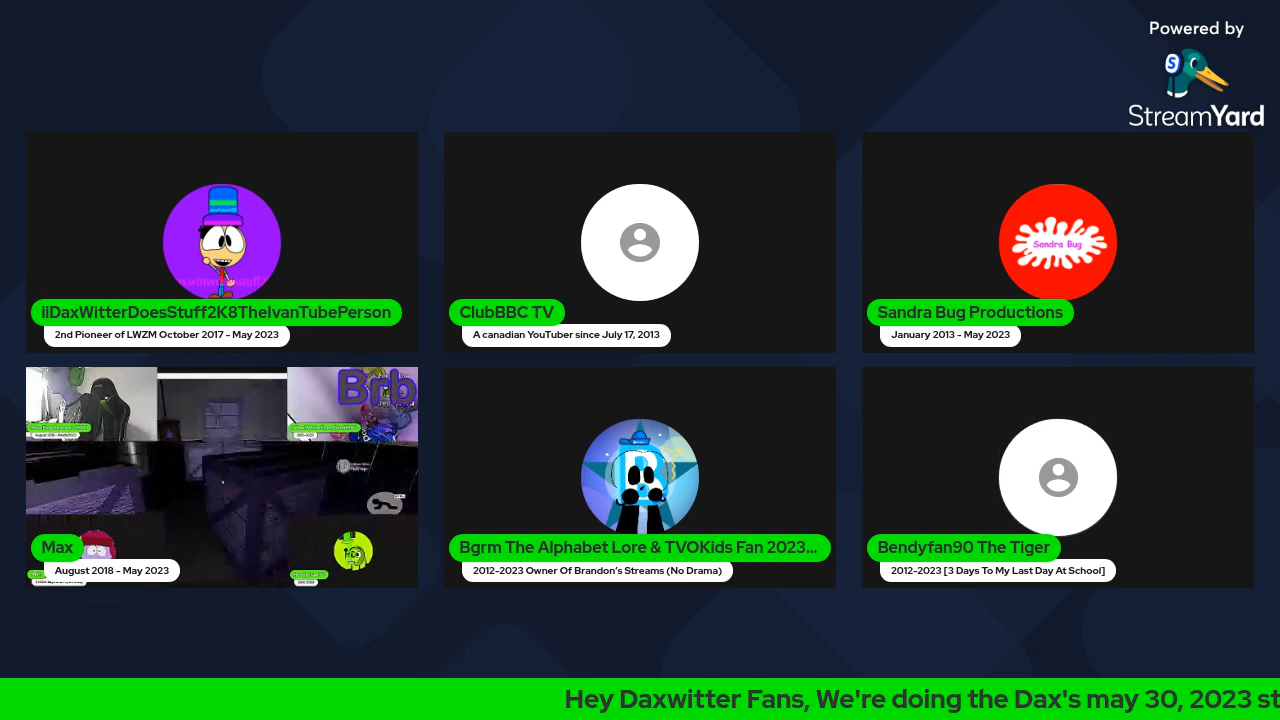 Powered by
StreamYard
iiDaxWitterDoesStuff2K8TheIvanTubePerson
2nd Pioneer of LWZM October 2017 - May 2023
ClubBBC TV
A canadian YouTuber since July 17, 2013
Sandra Bug
Sandra Bug Productions
January 2013 - May 2023
Brb
Max
August 2018 - May 2023
Bgrm The Alphabet Lore & TVOKids Fan 2023...
2012-2023 Owner Of Brandon's Streams (No Drama)
Bendyfan90 The Tiger
2012-2023 [3 Days To My Last Day At School]
Hey Daxwitter Fans, We're doing the Dax's may 30, 2023 st